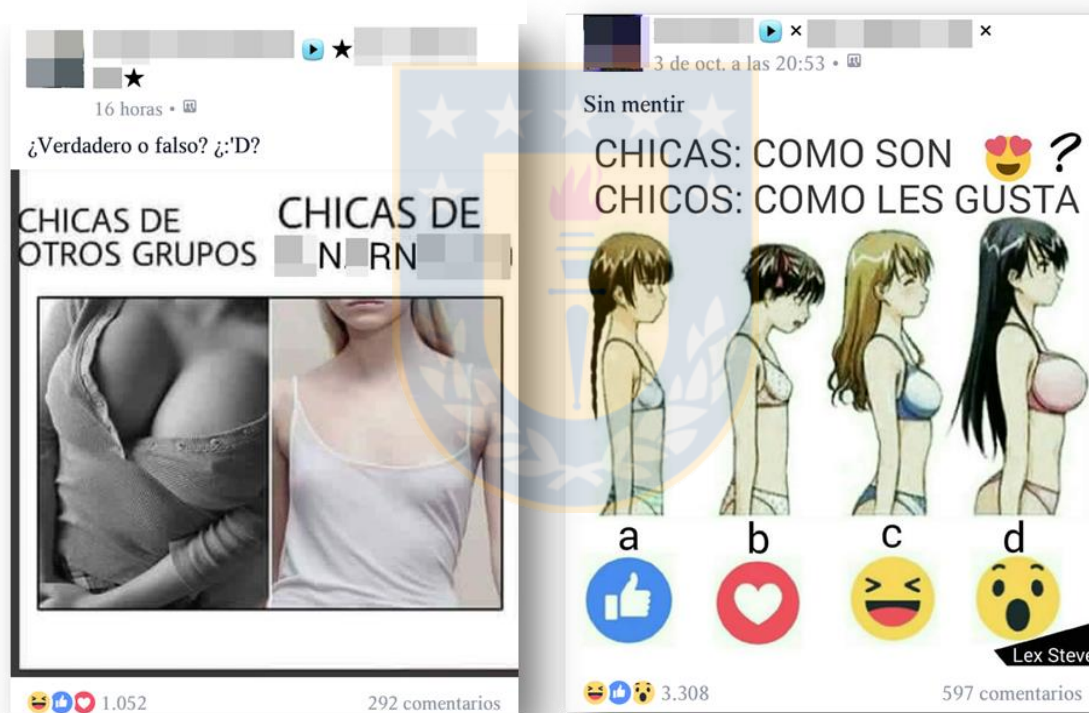 16 horas
¿Verdadero o falso? ¿:'D?
CHICAS DE
OTROS GRUPOS
CHICAS DE
N RN
1.052
292 comentarios
3 de oct. a las 20:53
Sin mentir
CHICAS: COMO SON ?
CHICOS: COMO LES GUSTA
a b c d
Lex Steve
3.308
597 comentarios